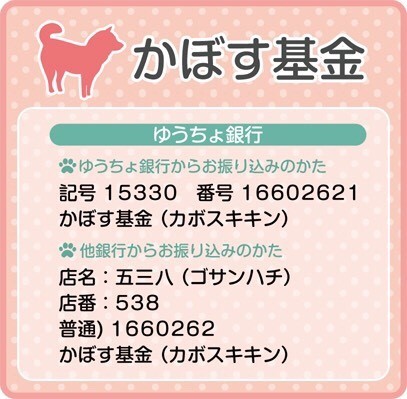 かぼす基金
ゆうちょ銀行
ゆうちょ銀行からお振り込みのかた
記号 15330 番号 16602621
かぼす基金 (カボスキキン)
他銀行からお振り込みのかた
店名:五三八 (ゴサンハチ)
店番:538
普通) 1660262
かぼす基金 (カボスキキン)